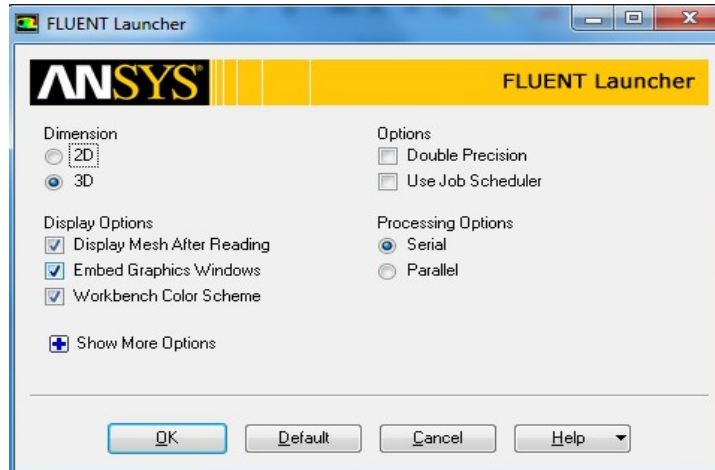 FLUENT Launcher
ANSYS
FLUENT Launcher
Dimension
2D
3D
Options
Double Precision
Use Job Scheduler
Display Options
Display Mesh After Reading
Embed Graphics Windows
Workbench Color Scheme
Processing Options
Serial
Parallel
Show More Options
OK
Default
Cancel
Help